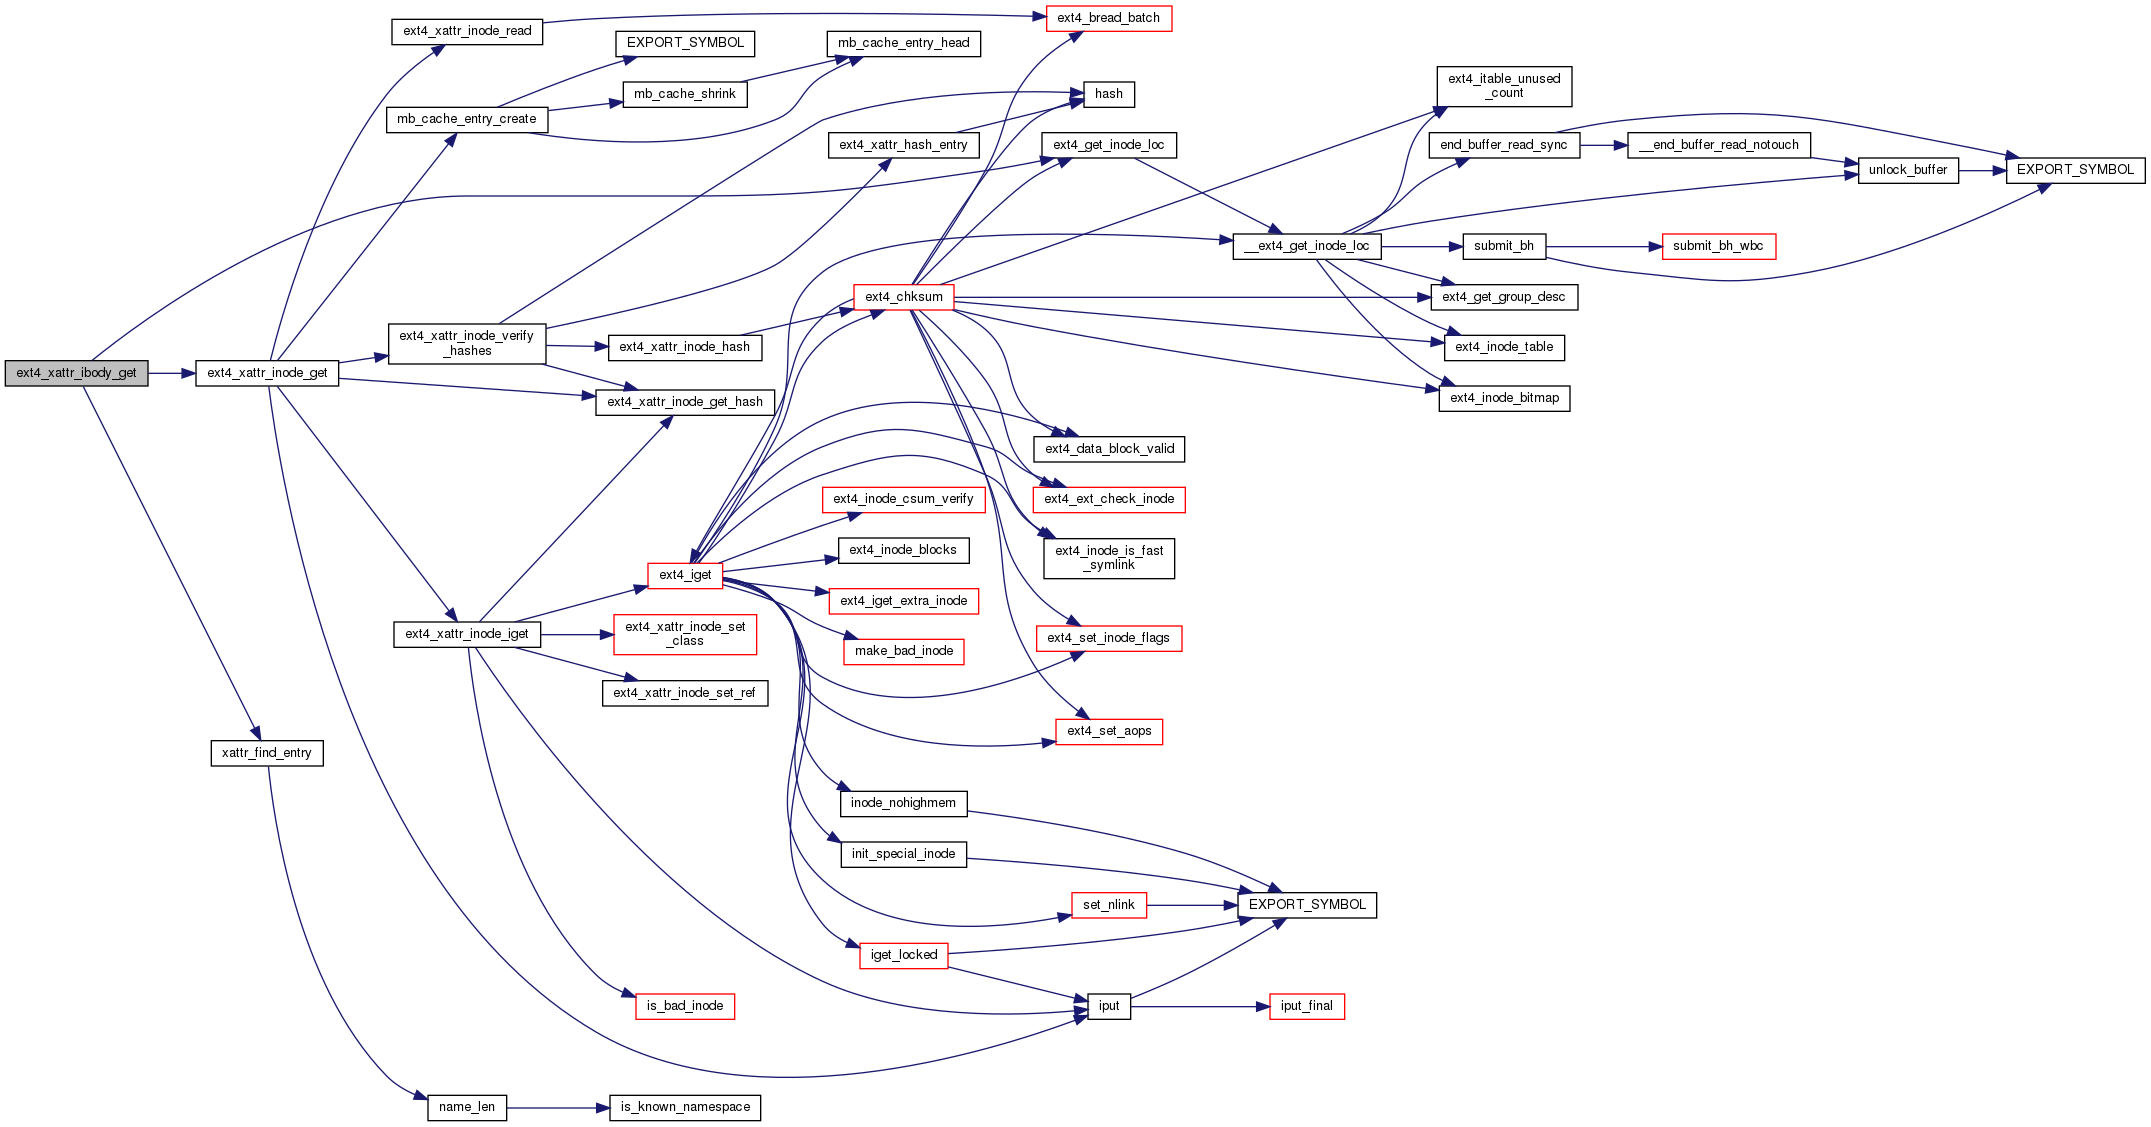 ext4_xattr_ibody_get
ext4_xattr_inode_get
xattr_find_entry
ext4_xattr_inode_read
mb_cache_entry_create
ext4_xattr_inode_verify
_hashes
ext4_xattr_inode_iget
name_len
EXPORT_SYMBOL
mb_cache_shrink
ext4_xattr_inode_hash
ext4_xattr_inode_get_hash
ext4_iget
ext4_xattr_inode_set
_class
ext4_xattr_inode_set_ref
is_bad_inode
is_known_namespace
mb_cache_entry_head
ext4_xattr_hash_entry
ext4_chksum
ext4_inode_csum_verify
ext4_inode_blocks
ext4_iget_extra_inode
make_bad_inode
inode_nohighmem
init_special_inode
iget_locked
ext4_bread_batch
hash
ext4_get_inode_loc
ext4_data_block_valid
ext4_ext_check_inode
ext4_inode_is_fast
_symlink
ext4_set_inode_flags
ext4_set_aops
set_nlink
iput
__ext4_get_inode_loc
EXPORT_SYMBOL
iput_final
ext4_itable_unused
_count
end_buffer_read_sync
submit_bh
ext4_get_group_desc
ext4_inode_table
ext4_inode_bitmap
__end_buffer_read_notouch
submit_bh_wbc
unlock_buffer
EXPORT_SYMBOL